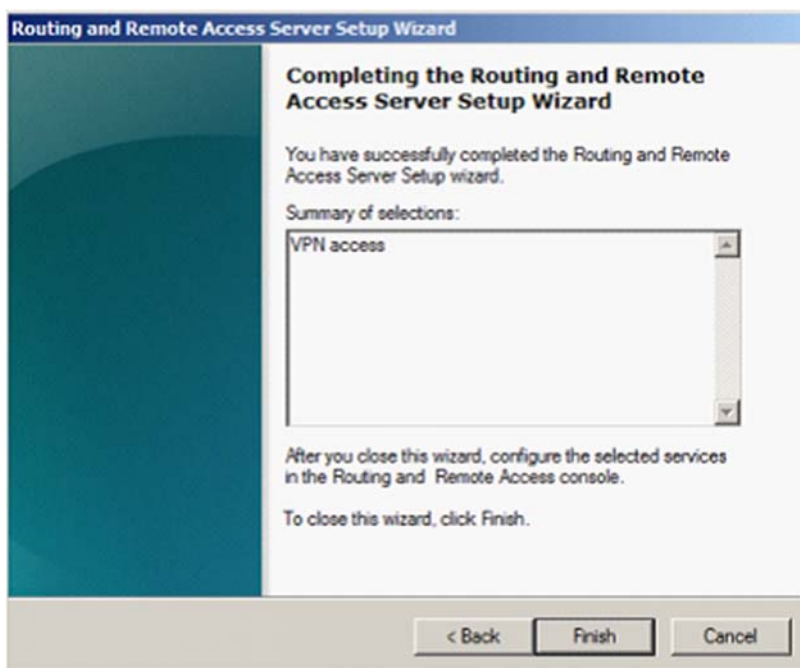 Routing and Remote Access Server Setup Wizard
Completing the Routing and Remote
Access Server Setup Wizard
You have successfully completed the Routing and Remote
Access Server Setup wizard.
Summary of selections:
VPN access
After you close this wizard, configure the selected services
in the Routing and Remote Access console.
To close this wizard, click Finish.
< Back
Finish
Cancel